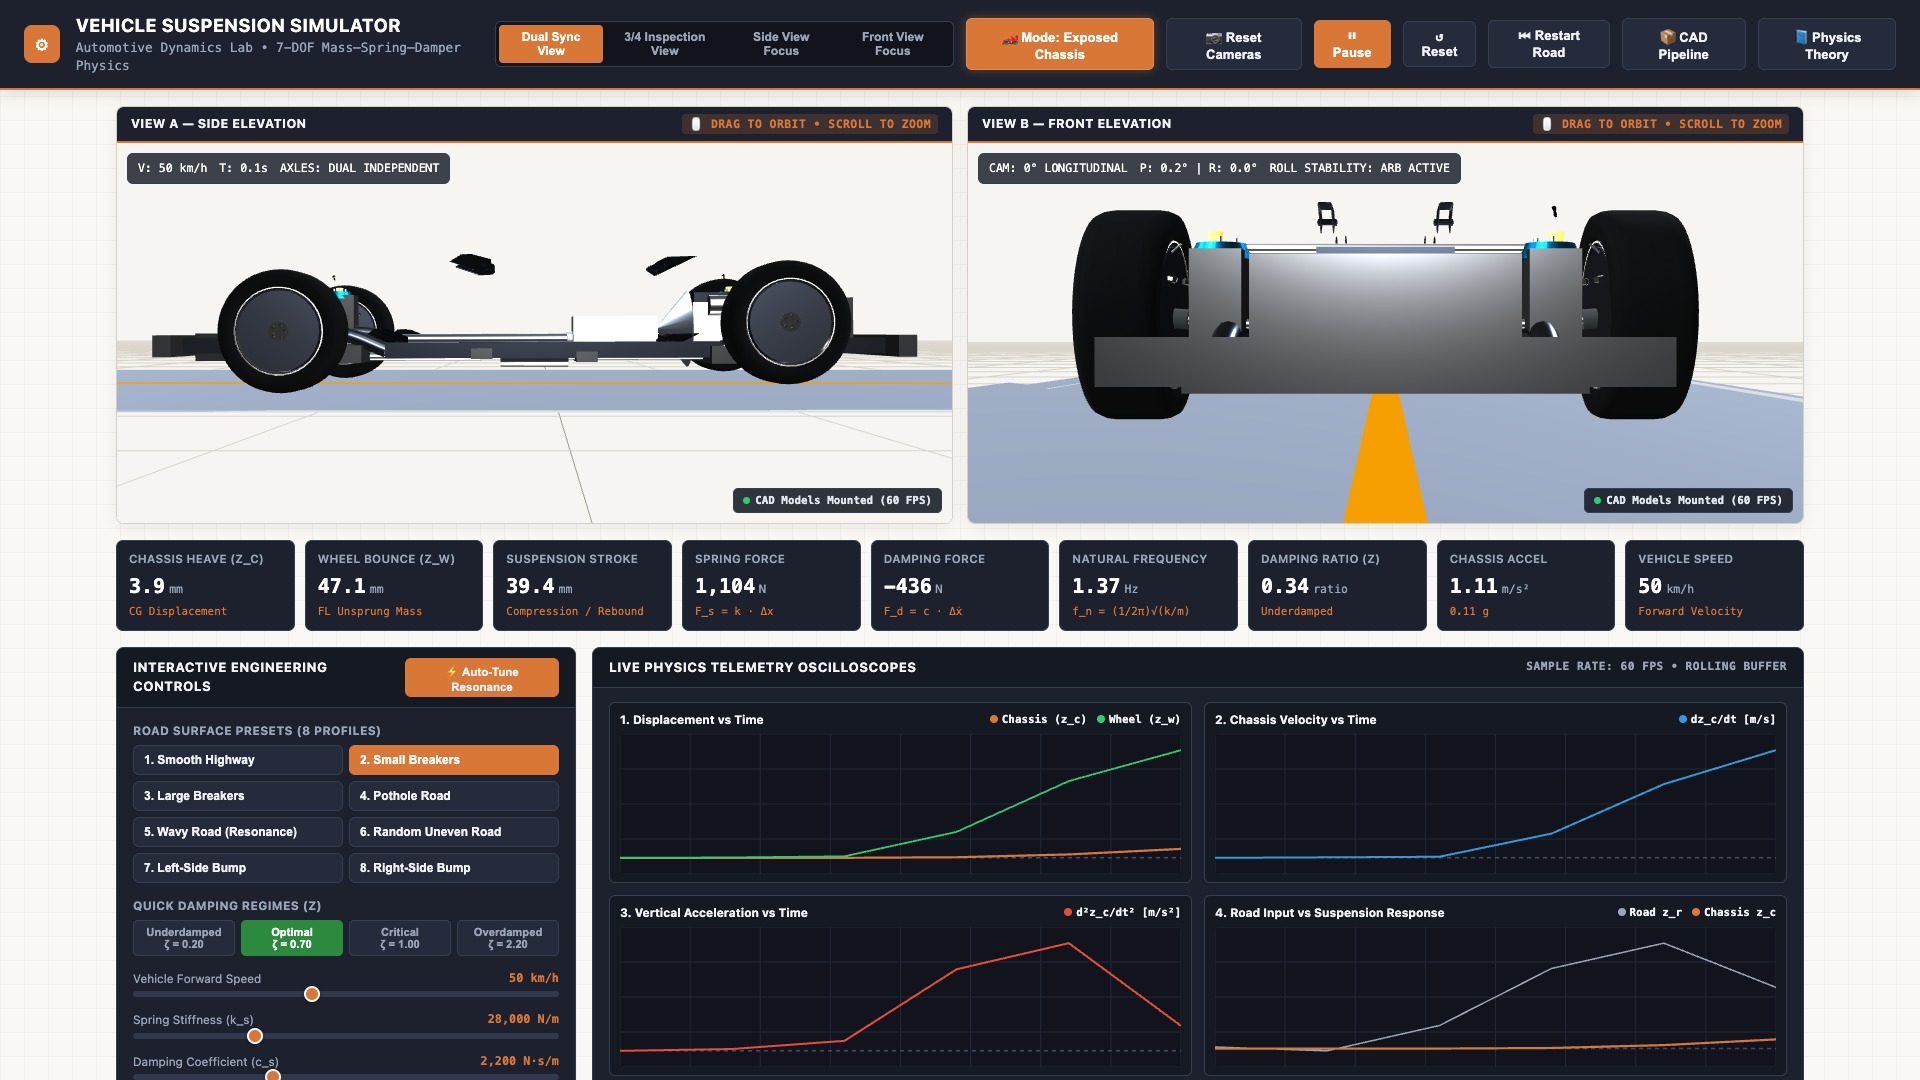 VEHICLE SUSPENSION SIMULATOR
Automotive Dynamics Lab • 7-DOF Mass–Spring–Damper
Physics
Dual Sync
View
3/4 Inspection
View
Side View
Focus
Front View
Focus
Mode: Exposed
Chassis
Reset
Cameras
Pause
Reset
Restart
Road
CAD
Pipeline
Physics
Theory
VIEW A — SIDE ELEVATION
DRAG TO ORBIT • SCROLL TO ZOOM
V: 50 km/h T: 0.1s AXLES: DUAL INDEPENDENT
CAD Models Mounted (60 FPS)
VIEW B — FRONT ELEVATION
DRAG TO ORBIT • SCROLL TO ZOOM
CAM: 0° LONGITUDINAL P: 0.2° | R: 0.0° ROLL STABILITY: ARB ACTIVE
CAD Models Mounted (60 FPS)
CHASSIS HEAVE (Z_C)
3.9 mm
CG Displacement
WHEEL BOUNCE (Z_W)
47.1 mm
FL Unsprung Mass
SUSPENSION STROKE
39.4 mm
Compression / Rebound
SPRING FORCE
1,104 N
F_s = k · Δx
DAMPING FORCE
−436 N
F_d = c · Δẋ
NATURAL FREQUENCY
1.37 Hz
f_n = (1/2π)√(k/m)
DAMPING RATIO (Ζ)
0.34 ratio
Underdamped
CHASSIS ACCEL
1.11 m/s²
0.11 g
VEHICLE SPEED
50 km/h
Forward Velocity
INTERACTIVE ENGINEERING
CONTROLS
⚡ Auto-Tune
Resonance
ROAD SURFACE PRESETS (8 PROFILES)
1. Smooth Highway
2. Small Breakers
3. Large Breakers
4. Pothole Road
5. Wavy Road (Resonance)
6. Random Uneven Road
7. Left-Side Bump
8. Right-Side Bump
QUICK DAMPING REGIMES (Ζ)
Underdamped
ζ = 0.20
Optimal
ζ = 0.70
Critical
ζ = 1.00
Overdamped
ζ = 2.20
Vehicle Forward Speed
50 km/h
Spring Stiffness (k_s)
28,000 N/m
Damping Coefficient (c_s)
2,200 N·s/m
LIVE PHYSICS TELEMETRY OSCILLOSCOPES
SAMPLE RATE: 60 FPS • ROLLING BUFFER
1. Displacement vs Time
Chassis (z_c)
Wheel (z_w)
2. Chassis Velocity vs Time
dz_c/dt [m/s]
3. Vertical Acceleration vs Time
d²z_c/dt² [m/s²]
4. Road Input vs Suspension Response
Road z_r
Chassis z_c